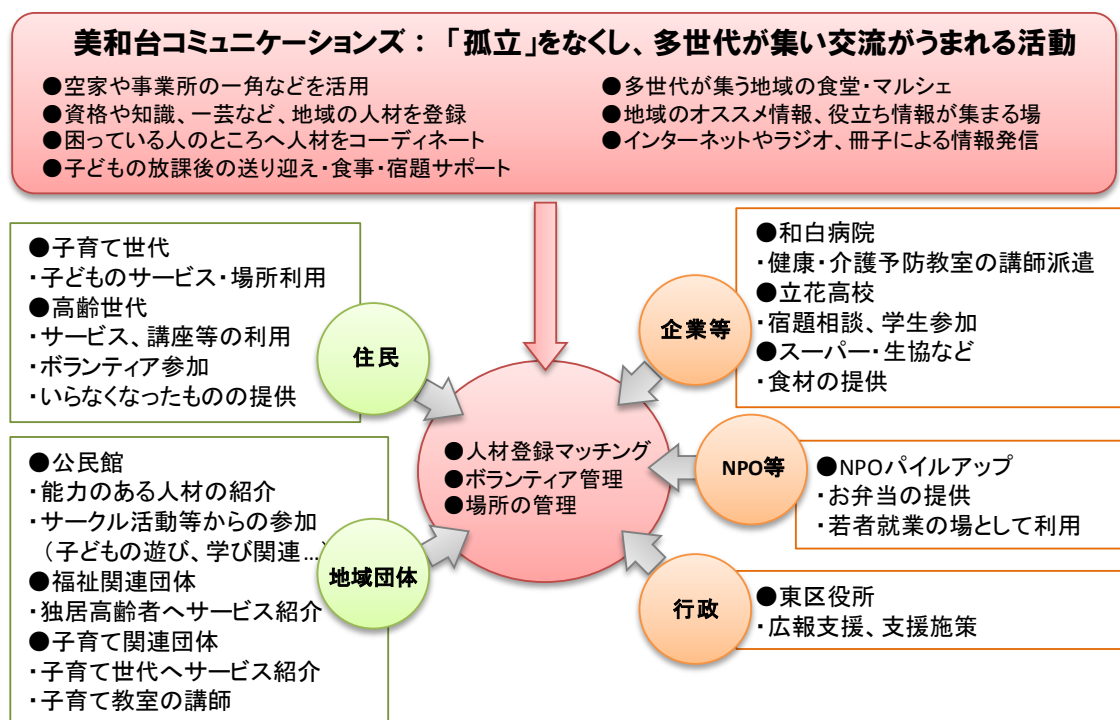 美和台コミュニケーションズ : 「孤立」をなくし、多世代が集い交流がうまれる活動
●空家や事業所の一角などを活用
●資格や知識、一芸など、地域の人材を登録
●困っている人のところへ人材をコーディネート
●子どもの放課後の送り迎え・食事・宿題サポート
●多世代が集う地域の食堂・マルシェ
●地域のオススメ情報、役立ち情報が集まる場
●インターネットやラジオ、冊子による情報発信
●子育て世代
・子どものサービス・場所利用
●高齢世代
・サービス、講座等の利用
・ボランティア参加
・いらなくなったものの提供
住民
●公民館
・能力のある人材の紹介
・サークル活動等からの参加
（子どもの遊び、学び関連…）
●福祉関連団体
・独居高齢者へサービス紹介
●子育て関連団体
・子育て世代へサービス紹介
・子育て教室の講師
地域団体
●人材登録マッチング
●ボランティア管理
●場所の管理
企業等
●和白病院
・健康・介護予防教室の講師派遣
●立花高校
・宿題相談、学生参加
●スーパー・生協など
・食材の提供
NPO等
●NPOパイルアップ
・お弁当の提供
・若者就業の場として利用
行政
●東区役所
・広報支援、支援施策